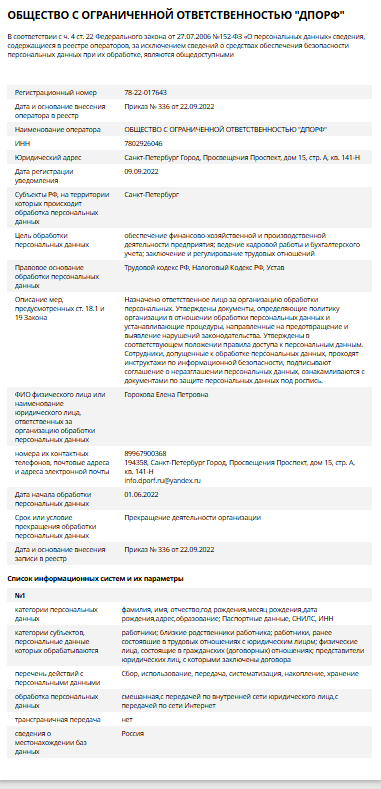 ОБЩЕСТВО С ОГРАНИЧЕННОЙ ОТВЕТСТВЕННОСТЬЮ "ДПОРФ"
В соответствии с ч. 4 ст. 22 Федерального закона от 27.07.2006 №152-ФЗ «О персональных данных» сведения,
содержащиеся в реестре операторов, за исключением сведений о средствах обеспечения безопасности
персональных данных при их обработке, являются общедоступными
Регистрационный номер 78-22-017643
Дата и основание внесения Приказ № 336 от 22.09.2022
оператора в реестр
Наименование оператора ОБЩЕСТВО С ОГРАНИЧЕННОЙ ОТВЕТСТВЕННОСТЬЮ "ДПОРФ"
ИНН 7802926046
Юридический адрес Санкт-Петербург Город, Просвещения Проспект, дом 15, стр. А, кв. 141-Н
Дата регистрации 09.09.2022
уведомления
Субъекты РФ, на территории Санкт-Петербург
которых происходит
обработка персональных
данных
Цель обработки обеспечение финансово-хозяйственной и производственной
персональных данных деятельности предприятия; ведение кадровой работы и бухгалтерского
учета; заключение и регулирование трудовых отношений
Правовое основание Трудовой кодекс РФ, Налоговый Кодекс РФ, Устав
обработки персональных
данных
Описание мер, Назначено ответственное лицо за организацию обработки
предусмотренных ст. 18.1 и персональных. Утверждены документы, определяющие политику
19 Закона организации в отношении обработки персональных данных и
устанавливающие процедуры, направленные на предотвращение и
выявление нарушений законодательства. Утверждены в
соответствующем положении правила доступа к персональным данным.
Сотрудники, допущенные к обработке персональных данных, проходят
инструктажи по информационной безопасности, подписывают
соглашение о неразглашении персональных данных, ознакамливаются с
документами по защите персональных данных под роспись.
ФИО физического лица или Горохова Елена Петровна
наименование
юридического лица,
ответственных за
организацию обработки
персональных данных
номера их контактных 89967900368
телефонов, почтовые адреса 194358, Санкт-Петербург Город, Просвещения Проспект, дом 15, стр. А,
и адреса электронной почты кв. 141-Н
info.dporf.ru@yandex.ru
Дата начала обработки 01.06.2022
персональных данных
Срок или условие Прекращение деятельности организации
прекращения обработки
персональных данных
Дата и основание внесения Приказ № 336 от 22.09.2022
записи в реестр
Список информационных систем и их параметры
№1
категории персональных фамилия, имя, отчество,год рождения,месяц рождения,дата
данных рождения,адрес,образование; Паспортные данные, СНИЛС, ИНН
категории субъектов, работники; близкие родственники работника; работники, ранее
персональные данные состоявшие в трудовых отношениях с юридическим лицом; физические
которых обрабатываются лица, состоящие в гражданских (договорных) отношениях; представители
юридических лиц, с которыми заключены договора
перечень действий с Сбор, использование, передача, систематизация, накопление, хранение
персональными данными
обработка персональных смешанная,с передачей по внутренней сети юридического лица,с
данных передачей по сети Интернет
трансграничная передача нет
сведения о Россия
местонахождении баз
данных